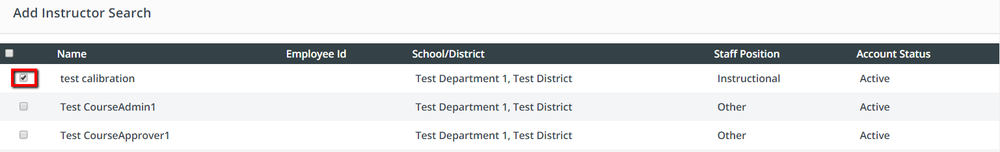 Add Instructor Search
Name Employee Id School/District Staff Position Account Status
test calibration Test Department 1, Test District Instructional Active
Test CourseAdmin1 Test Department 1, Test District Other Active
Test CourseApprover1 Test Department 1, Test District Other Active